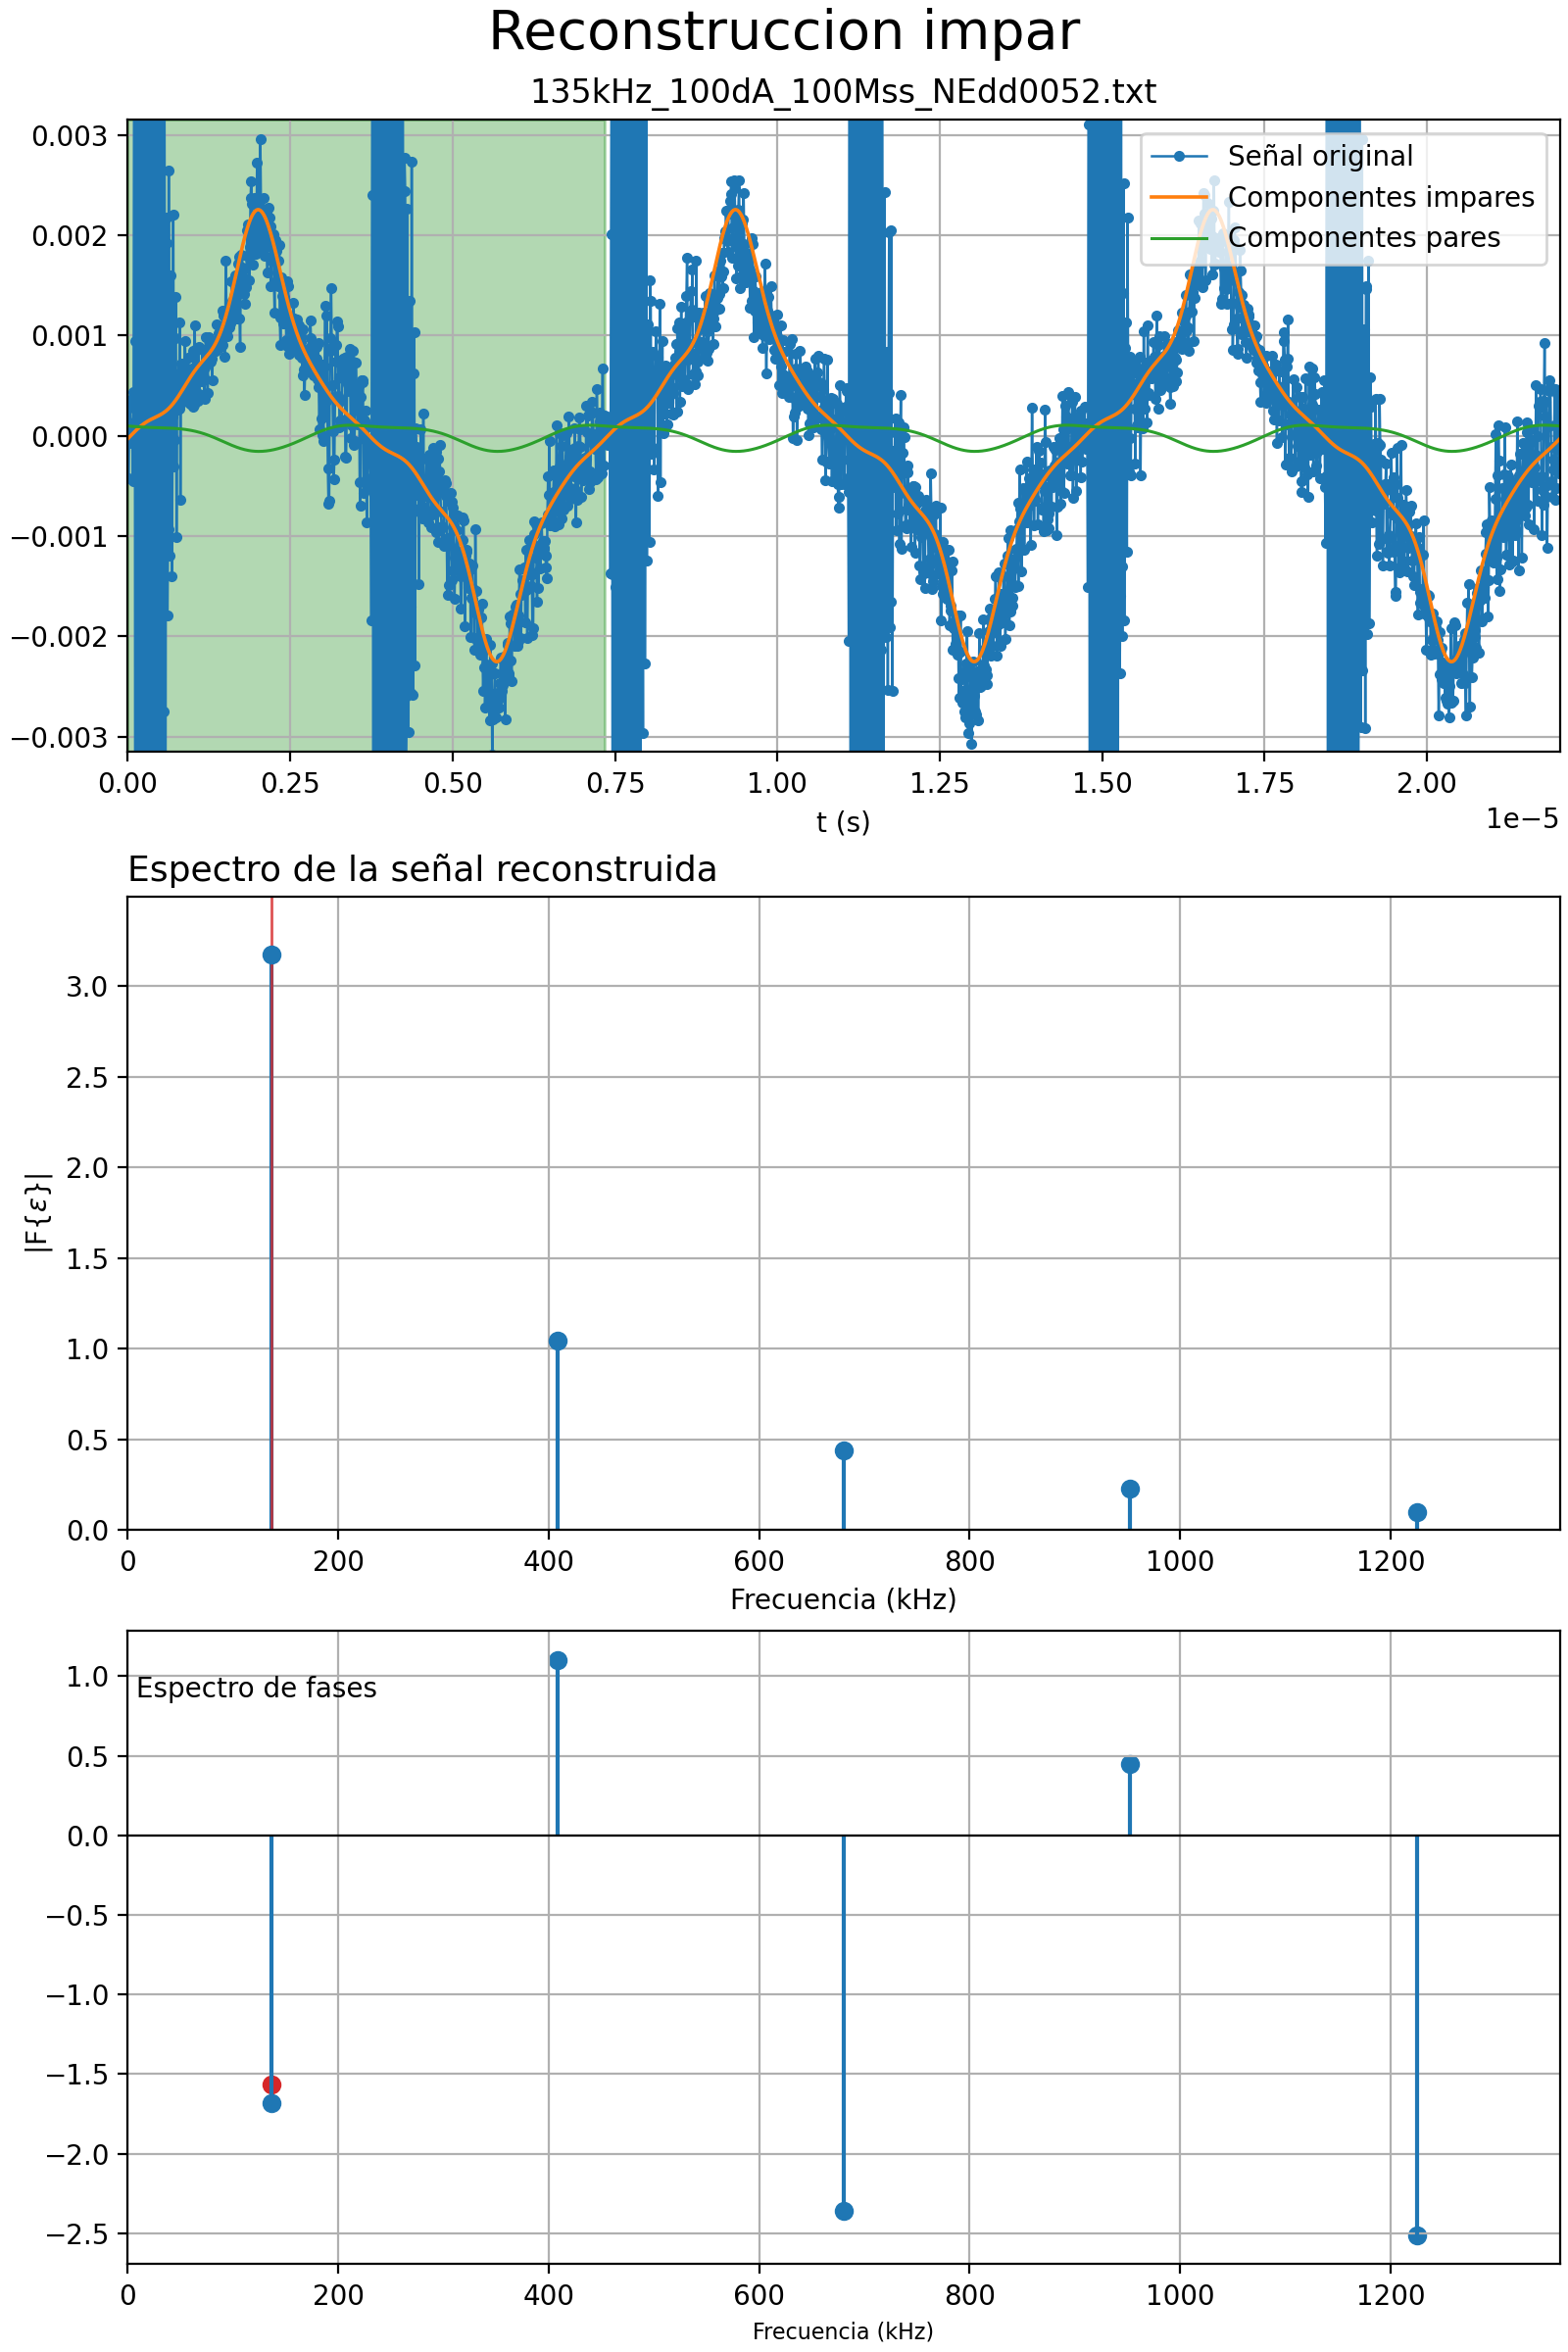 Reconstruccion impar
135kHz_100dA_100Mss_NEdd0052.txt
0.003
0.002
0.001
0.000
−0.001
−0.002
−0.003
Señal original
Componentes impares
Componentes pares
0.00 0.25 0.50 0.75 1.00 1.25 1.50 1.75 2.00
1e−5
t (s)
Espectro de la señal reconstruida
|F{ε}|
3.0
2.5
2.0
1.5
1.0
0.5
0.0
0 200 400 600 800 1000 1200
Frecuencia (kHz)
Espectro de fases
1.0
0.5
0.0
−0.5
−1.0
−1.5
−2.0
−2.5
0 200 400 600 800 1000 1200
Frecuencia (kHz)